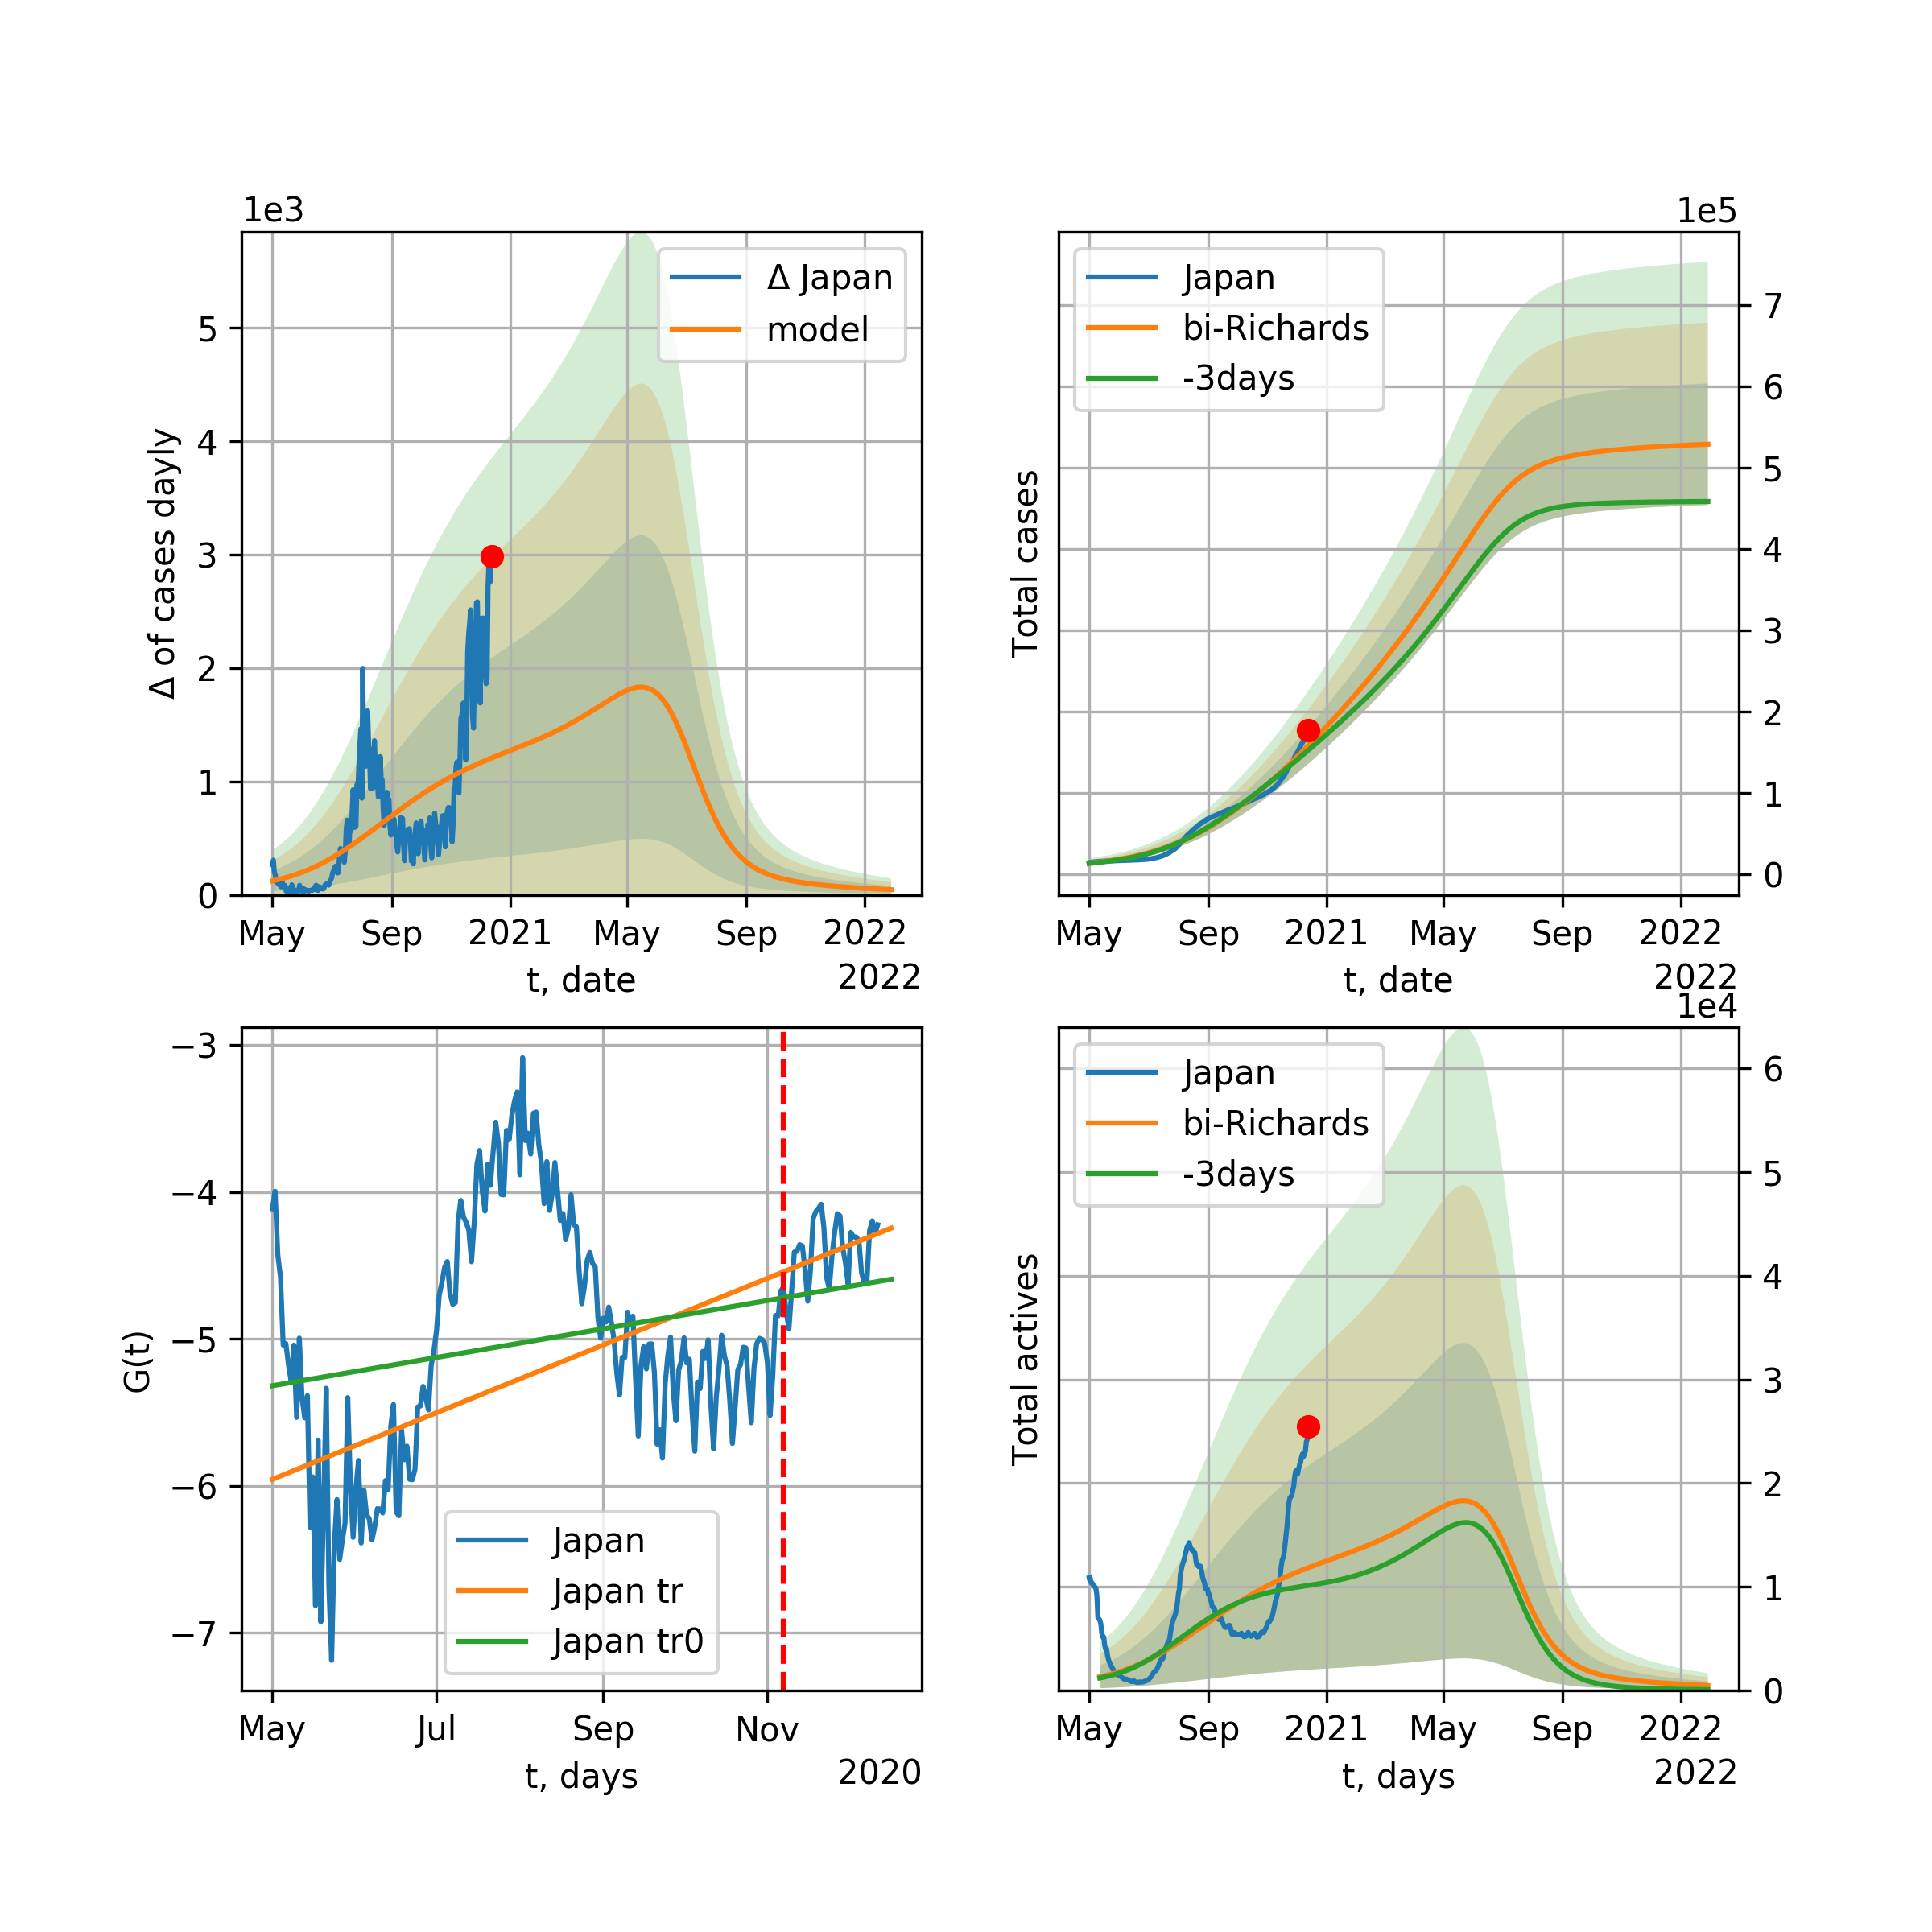 1e3
Δ of cases dayly
5
4
3
2
1
0
Δ Japan
model
May Sep 2021 May Sep 2022
t, date
2022
1e5
Total cases
Japan
bi-Richards
-3days
7
6
5
4
3
2
1
0
May Sep 2021 May Sep 2022
t, date
2022
G(t)
−3
−4
−5
−6
−7
Japan
Japan tr
Japan tr0
May Jul Sep Nov
t, days
2020
1e4
Total actives
Japan
bi-Richards
-3days
6
5
4
3
2
1
0
May Sep 2021 May Sep 2022
t, days
2022